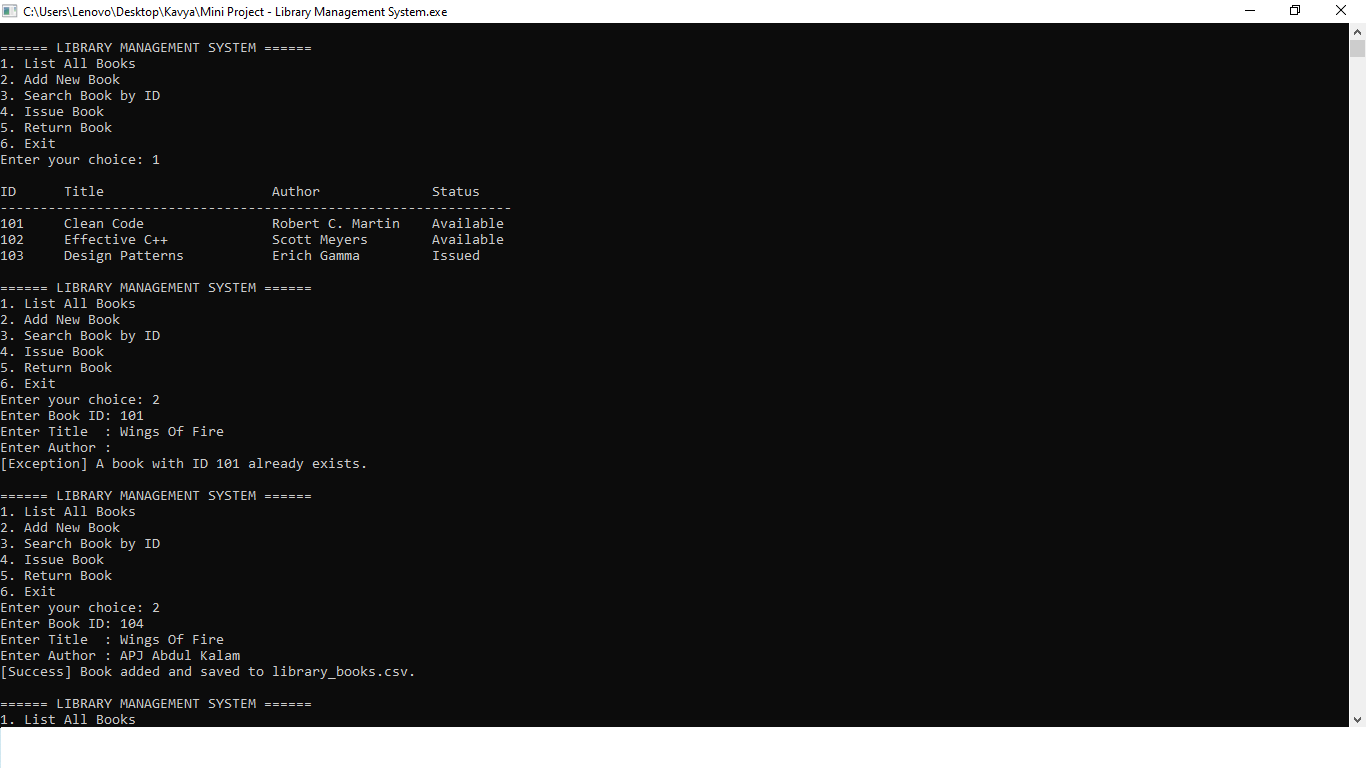 C:\Users\Lenovo\Desktop\Kavya\Mini Project - Library Management System.exe
====== LIBRARY MANAGEMENT SYSTEM ======
1. List All Books
2. Add New Book
3. Search Book by ID
4. Issue Book
5. Return Book
6. Exit
Enter your choice: 1
ID      Title                     Author              Status
----------------------------------------------------------------
101     Clean Code                Robert C. Martin    Available
102     Effective C++             Scott Meyers        Available
103     Design Patterns           Erich Gamma         Issued
====== LIBRARY MANAGEMENT SYSTEM ======
1. List All Books
2. Add New Book
3. Search Book by ID
4. Issue Book
5. Return Book
6. Exit
Enter your choice: 2
Enter Book ID: 101
Enter Title  : Wings Of Fire
Enter Author :
[Exception] A book with ID 101 already exists.
====== LIBRARY MANAGEMENT SYSTEM ======
1. List All Books
2. Add New Book
3. Search Book by ID
4. Issue Book
5. Return Book
6. Exit
Enter your choice: 2
Enter Book ID: 104
Enter Title  : Wings Of Fire
Enter Author : APJ Abdul Kalam
[Success] Book added and saved to library_books.csv.
====== LIBRARY MANAGEMENT SYSTEM ======
1. List All Books